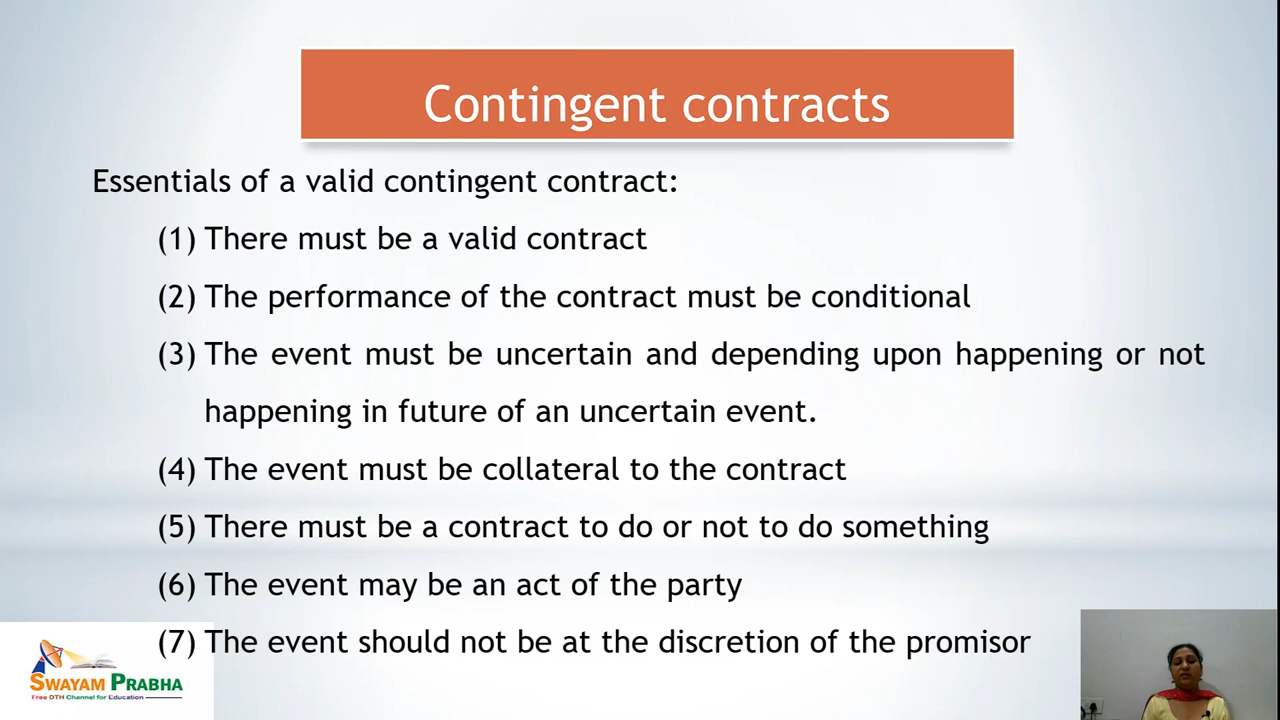 Contingent contracts
Essentials of a valid contingent contract:
(1) There must be a valid contract
(2) The performance of the contract must be conditional
(3) The event must be uncertain and depending upon happening or not
happening in future of an uncertain event.
(4) The event must be collateral to the contract
(5) There must be a contract to do or not to do something
(6) The event may be an act of the party
(7) The event should not be at the discretion of the promisor
SWAYAM PRABHA
Free DTH Channel for Education